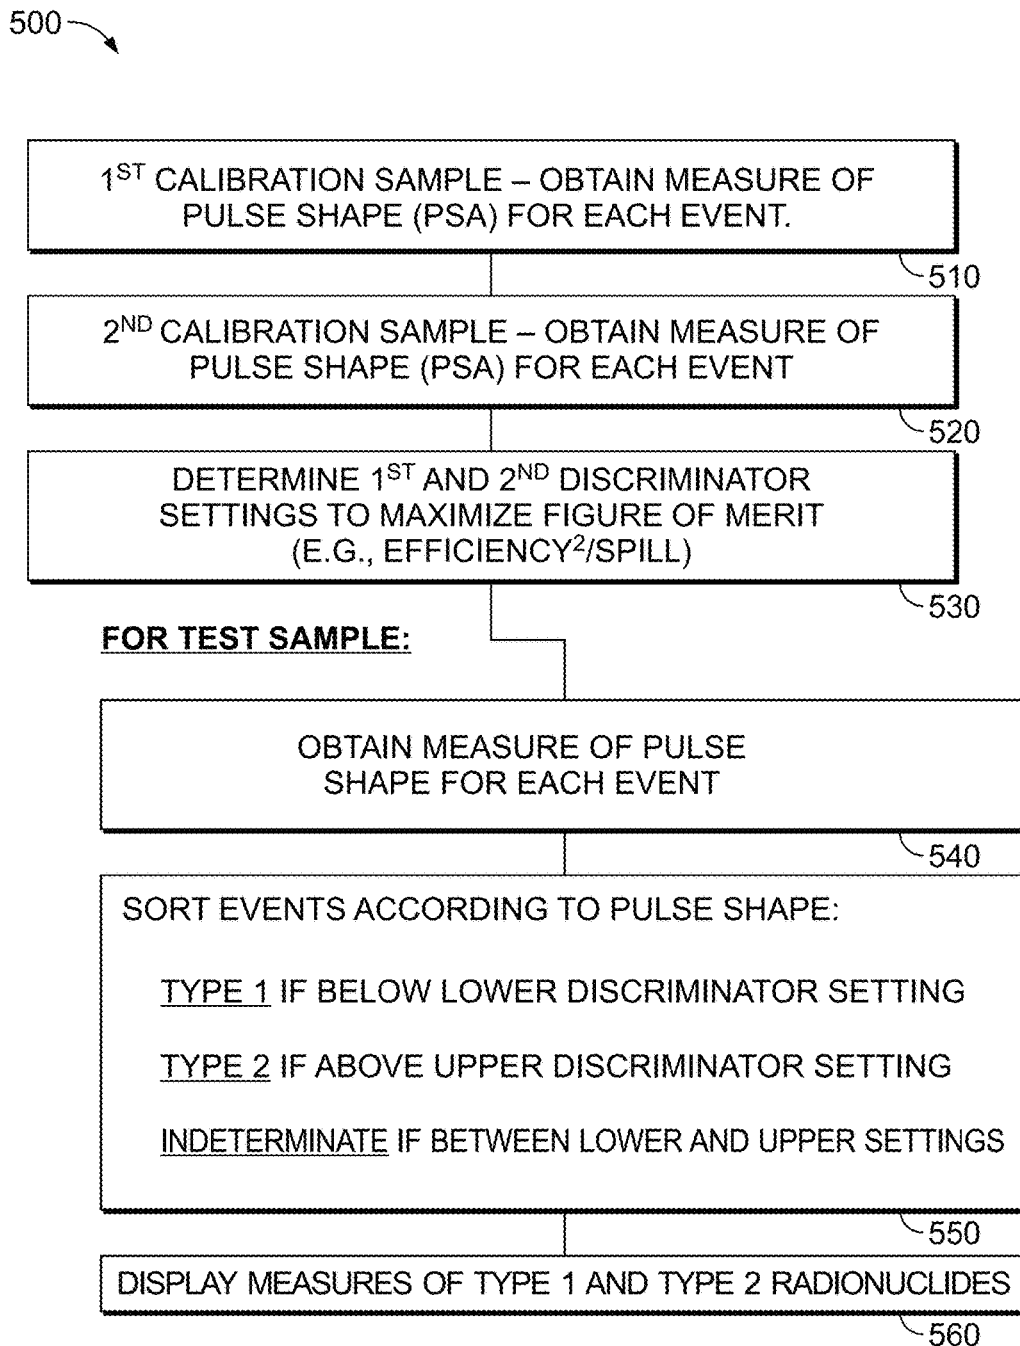 500
1ST CALIBRATION SAMPLE – OBTAIN MEASURE OF
PULSE SHAPE (PSA) FOR EACH EVENT.
510
2ND CALIBRATION SAMPLE – OBTAIN MEASURE OF
PULSE SHAPE (PSA) FOR EACH EVENT
520
DETERMINE 1ST AND 2ND DISCRIMINATOR
SETTINGS TO MAXIMIZE FIGURE OF MERIT
(E.G., EFFICIENCY²/SPILL)
530
FOR TEST SAMPLE:
OBTAIN MEASURE OF PULSE
SHAPE FOR EACH EVENT
540
SORT EVENTS ACCORDING TO PULSE SHAPE:
TYPE 1 IF BELOW LOWER DISCRIMINATOR SETTING
TYPE 2 IF ABOVE UPPER DISCRIMINATOR SETTING
INDETERMINATE IF BETWEEN LOWER AND UPPER SETTINGS
550
DISPLAY MEASURES OF TYPE 1 AND TYPE 2 RADIONUCLIDES
560